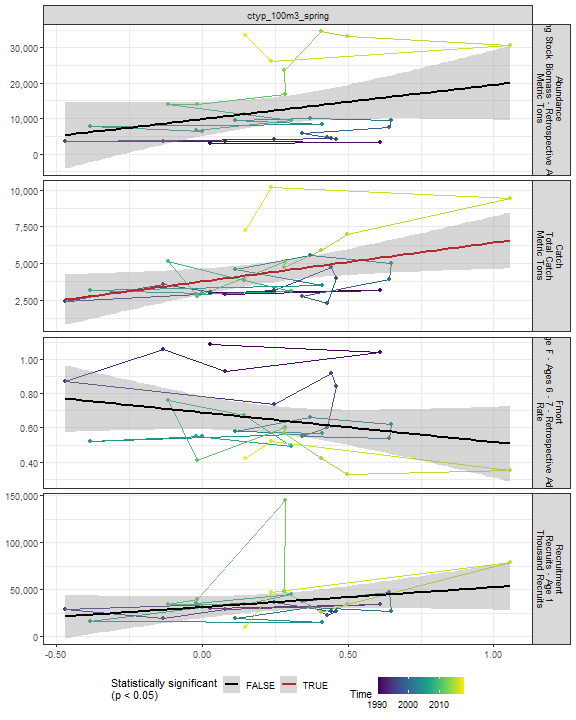 ctyp_100m3_spring
30,000
20,000
10,000
0
Abundance
ng Stock Biomass - Retrospective A
Metric Tons
10,000
7,500
5,000
2,500
Catch
Total Catch
Metric Tons
1.00
0.80
0.60
0.40
Fmort
ge F - Ages 6 - 7 - Retrospective Ad
Rate
150,000
100,000
50,000
0
Recruitment
Recruits - Age 1
Thousand Recruits
-0.50 0.00 0.50 1.00
Statistically significant
(p < 0.05)
FALSE TRUE
Time
1990 2000 2010